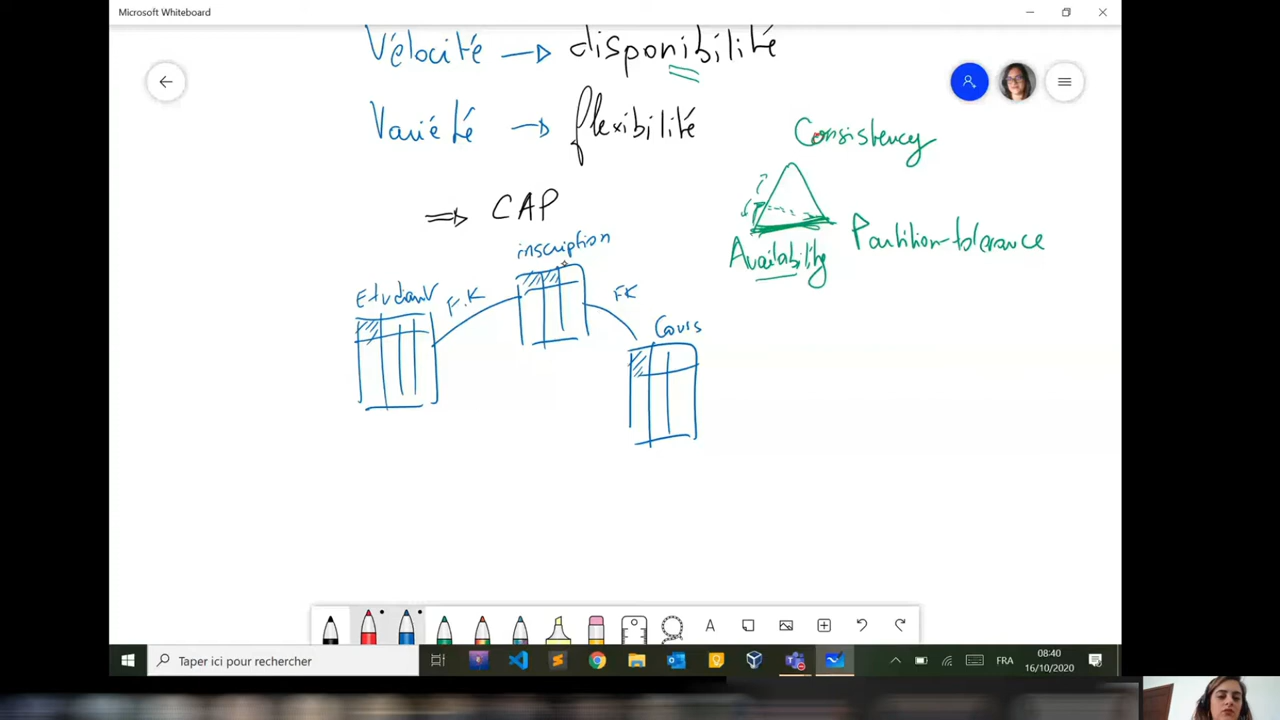 Microsoft Whiteboard
Vélocité → disponibilité
Variété → flexibilité
Consistency
⇒ CAP
Partition-tolerance
Availability
inscription
Etudiant
F.K
FK
Cours
A
Taper ici pour rechercher
FRA
08:40
16/10/2020